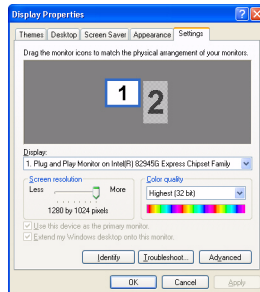 Display Properties
Themes Desktop Screen Saver Appearance Settings
Drag the monitor icons to match the physical arrangement of your monitors.
1 2
Display:
1. Plug and Play Monitor on Intel(R) 82945G Express Chipset Family
Screen resolution
Less More
1280 by 1024 pixels
Color quality
Highest (32 bit)
Use this device as the primary monitor.
Extend my Windows desktop onto this monitor.
Identify Troubleshoot... Advanced
OK Cancel Apply